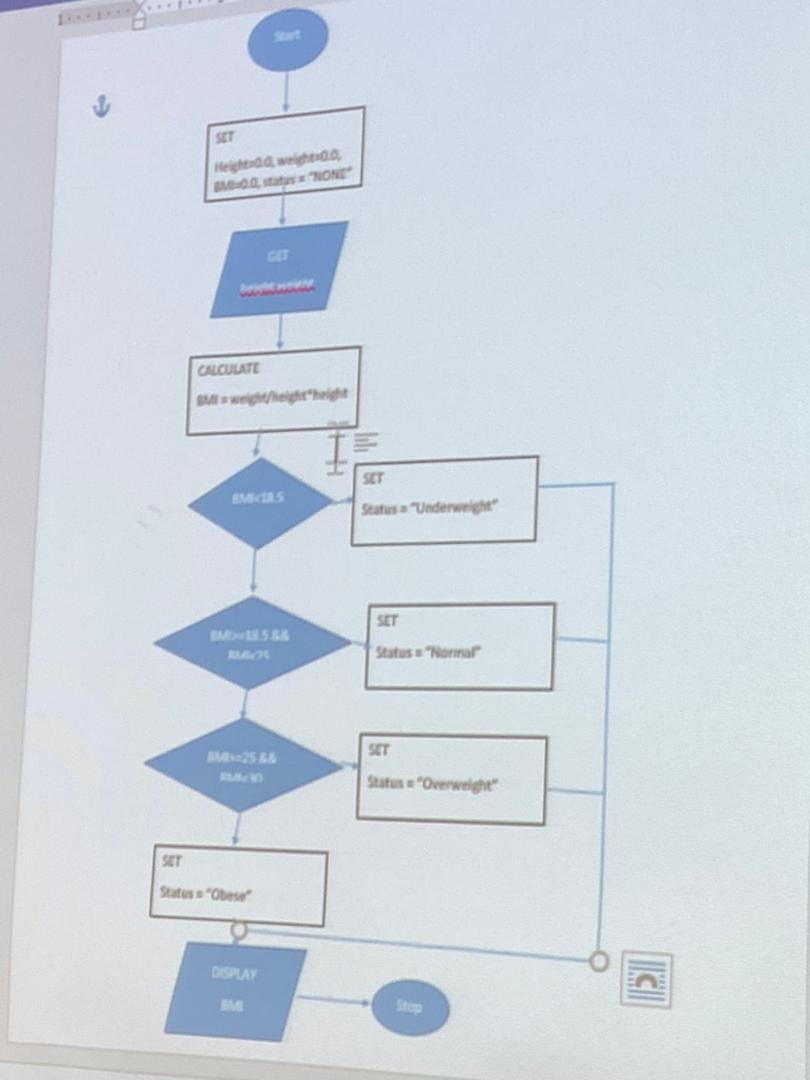 1
Start
SET
Height=0.0, weight=0.0,
BMI=0.0, status = "NONE"
GET
height weight
CALCULATE
BMI = weight/height*height
BMI<18.5
SET
Status = "Underweight"
BMI>=18.5 &&
BMI<25
SET
Status = "Normal"
BMI>=25 &&
BMI<30
SET
Status = "Overweight"
SET
Status = "Obese"
DISPLAY
BMI
Stop